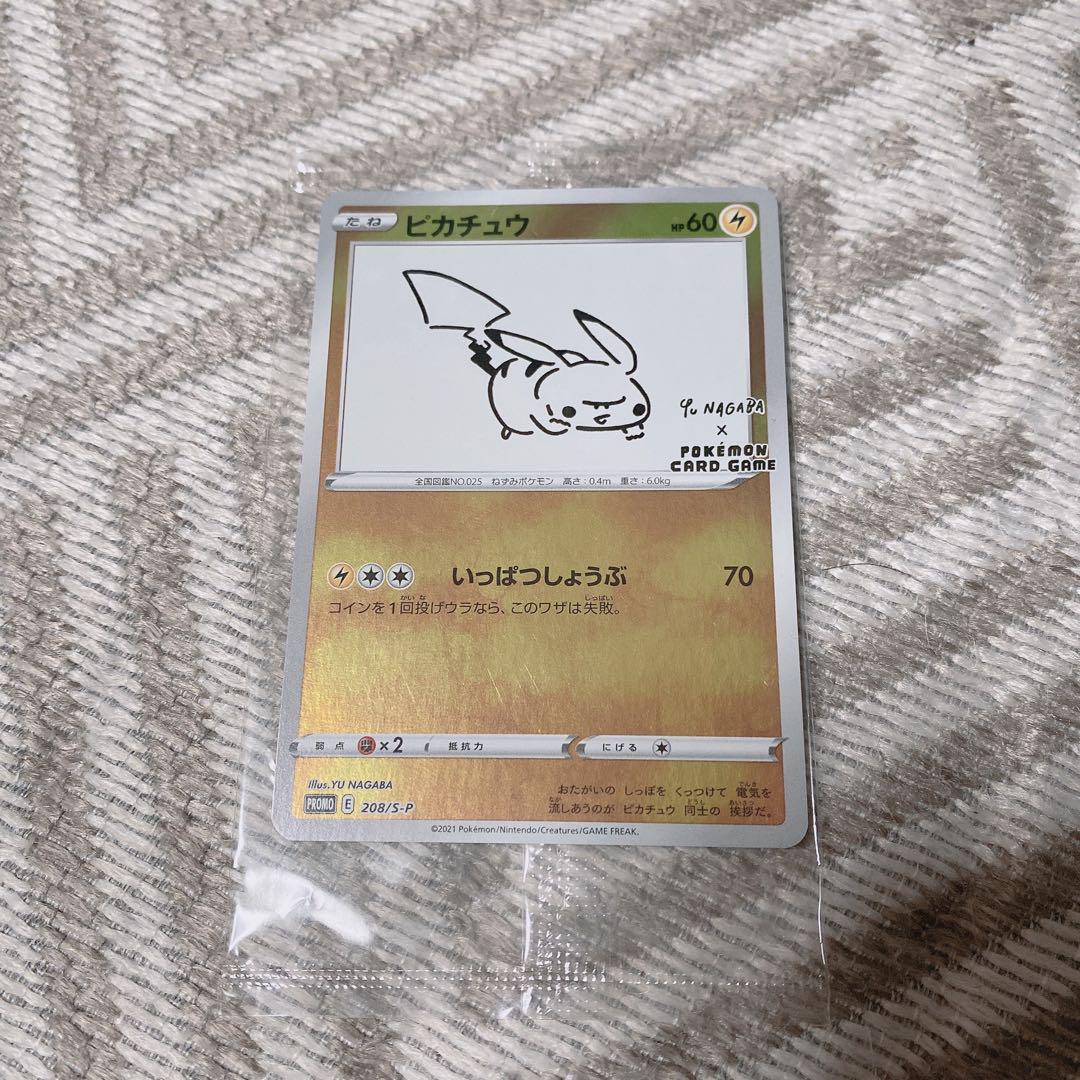 たね ピカチュウ HP60
Yu NAGABA
×
POKÉMON
CARD GAME
全国図鑑NO.025 ねずみポケモン 高さ:0.4m 重さ:6.0kg
いっぱつしょうぶ 70
コインを1回投げウラなら、このワザは失敗。
弱点 ×2 抵抗力 にげる
Illus.YU NAGABA
PROMO E 208/S-P
おたがいの しっぽを くっつけて 電気を
流しあうのが ピカチュウ 同士の 挨拶だ。
©2021 Pokémon/Nintendo/Creatures/GAME FREAK.